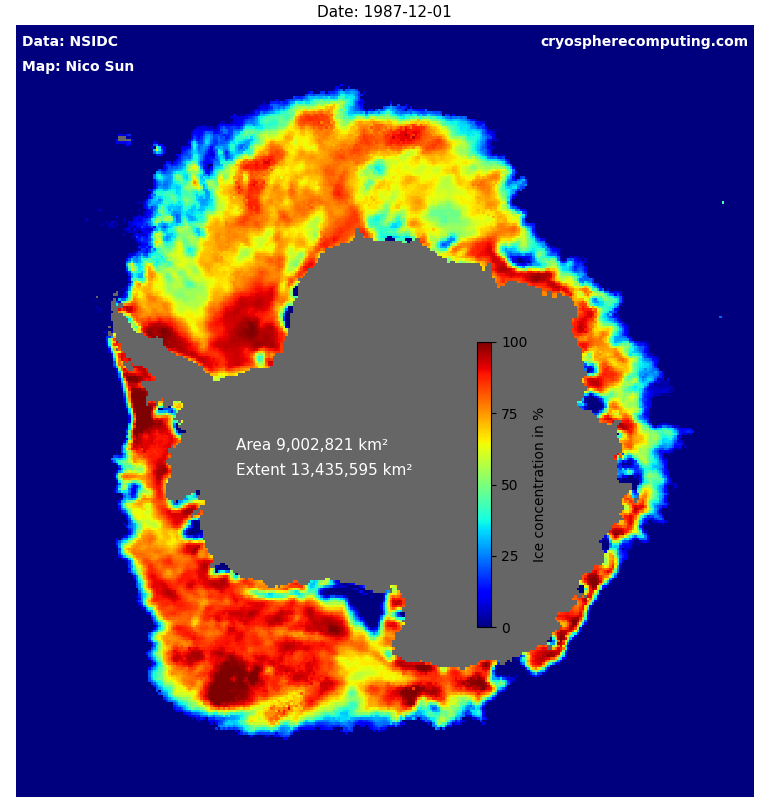 Date: 1987-12-01
Data: NSIDC
cryospherecomputing.com
Map: Nico Sun
100
75
50
25
0
Ice concentration in %
Area 9,002,821 km²
Extent 13,435,595 km²